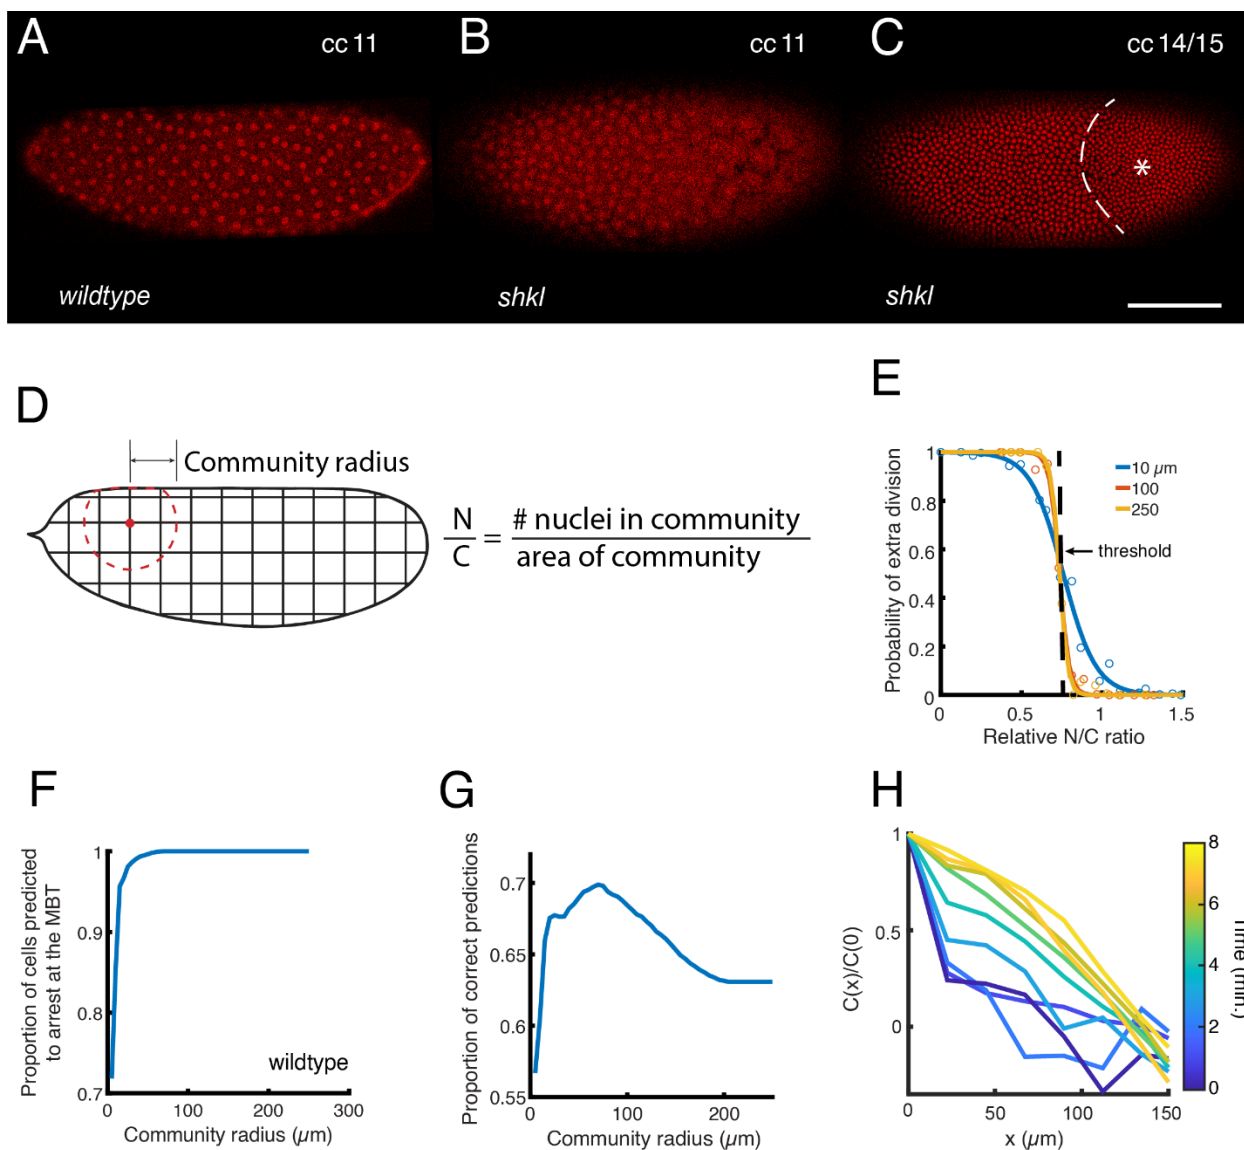 A
cc 11
wildtype
B
cc 11
shkl
C
cc 14/15
*
shkl
D
Community radius
N/C = # nuclei in community / area of community
E
Probability of extra division
1
0.8
0.6
0.4
0.2
0
0
0.5
1
1.5
Relative N/C ratio
10 µm
100
250
threshold
F
Proportion of cells predicted
to arrest at the MBT
1
0.9
0.8
0.7
0
100
200
300
Community radius (µm)
wildtype
G
Proportion of correct predictions
0.7
0.65
0.6
0.55
0
100
200
Community radius (µm)
H
C(x)/C(0)
1
0.5
0
0
50
100
150
x (µm)
8
6
4
2
0
Time (min.)